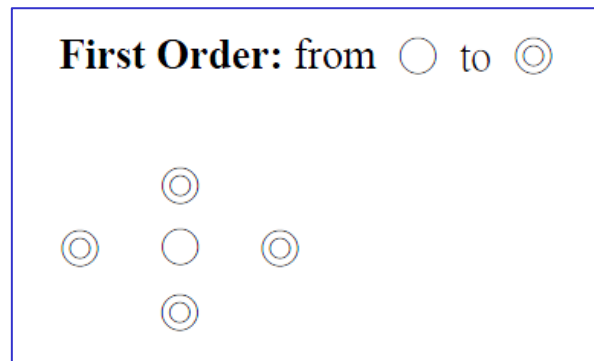 First Order: from ○ to ◎